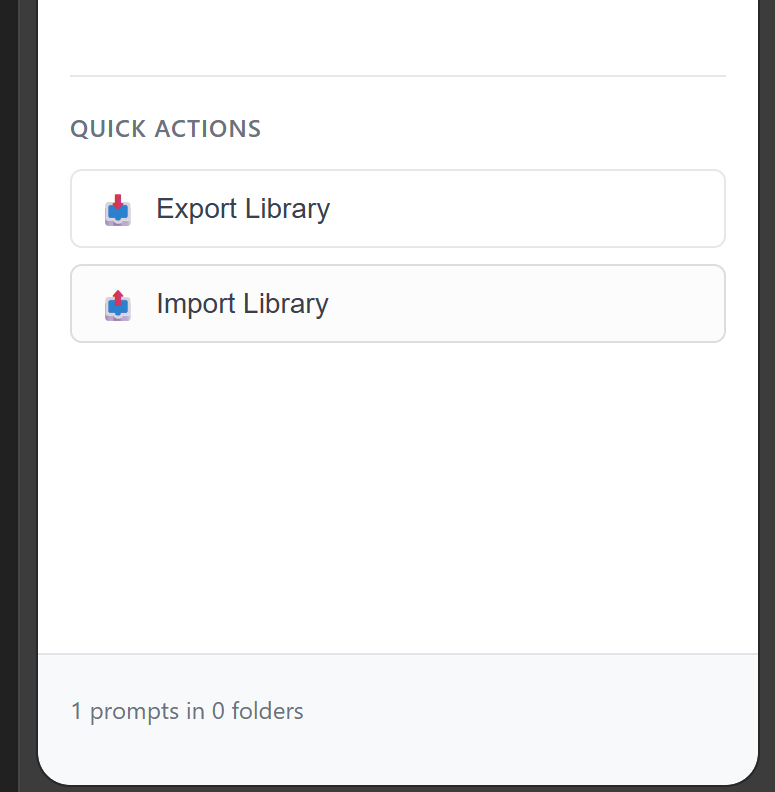 QUICK ACTIONS
Export Library
Import Library
1 prompts in 0 folders